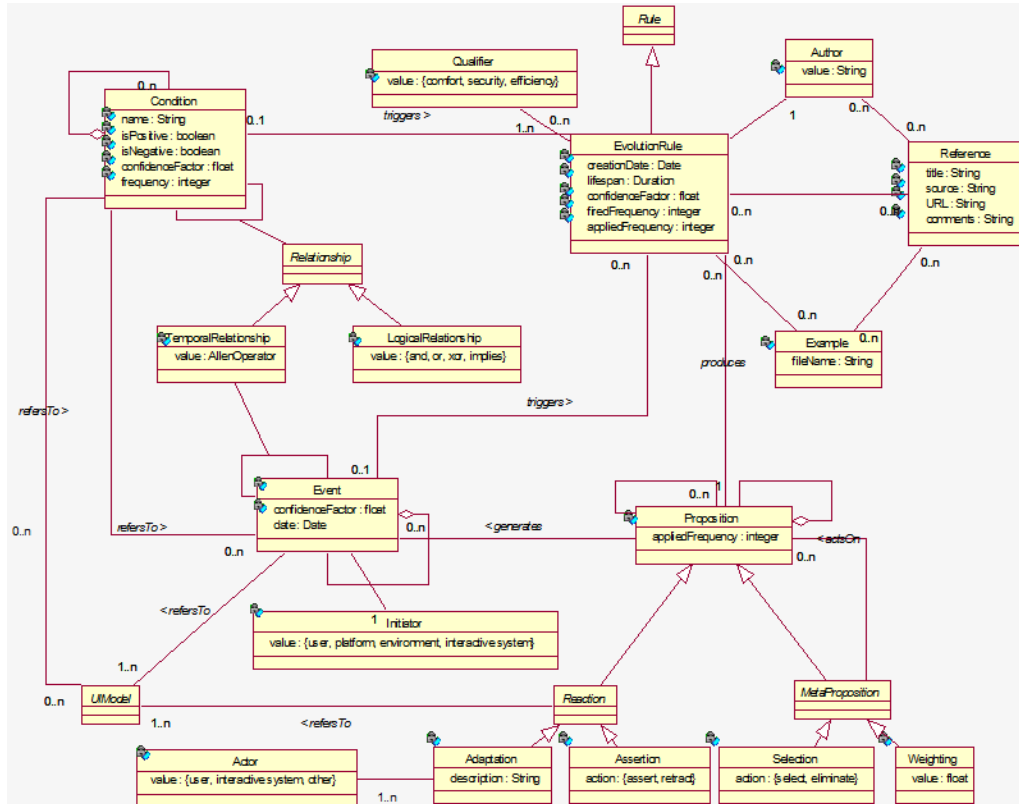 Rule
Qualifier
value : {comfort, security, efficiency}
Author
value : String
0..n
Condition
name : String
isPositive : boolean
isNegative : boolean
confidenceFactor : float
frequency : integer
0..1
triggers >
0..n
1..n
1
0..n
0..n
EvolutionRule
creationDate : Date
lifespan : Duration
confidenceFactor : float
firedFrequency : integer
appliedFrequency : integer
Reference
title : String
source : String
URL : String
comments : String
0..n
0..n
0..n
0..n
0..n
0..n
Relationship
TemporalRelationship
value : AllenOperator
LogicalRelationship
value : {and, or, xor, implies}
0..n
Example
fileName : String
0..n
produces
refersTo >
triggers >
0..1
Event
confidenceFactor : float
date : Date
0..n
1
Proposition
appliedFrequency : integer
refersTo >
0..n
0..n
0..n
< generates
< actsOn
0..n
< refersTo
1
Initiator
value : {user, platform, environment, interactive system}
1..n
0..n
UIModel
1..n
< refersTo
Reaction
MetaProposition
Actor
value : {user, interactive system, other}
1..n
Adaptation
description : String
Assertion
action : {assert, retract}
Selection
action : {select, eliminate}
Weighting
value : float